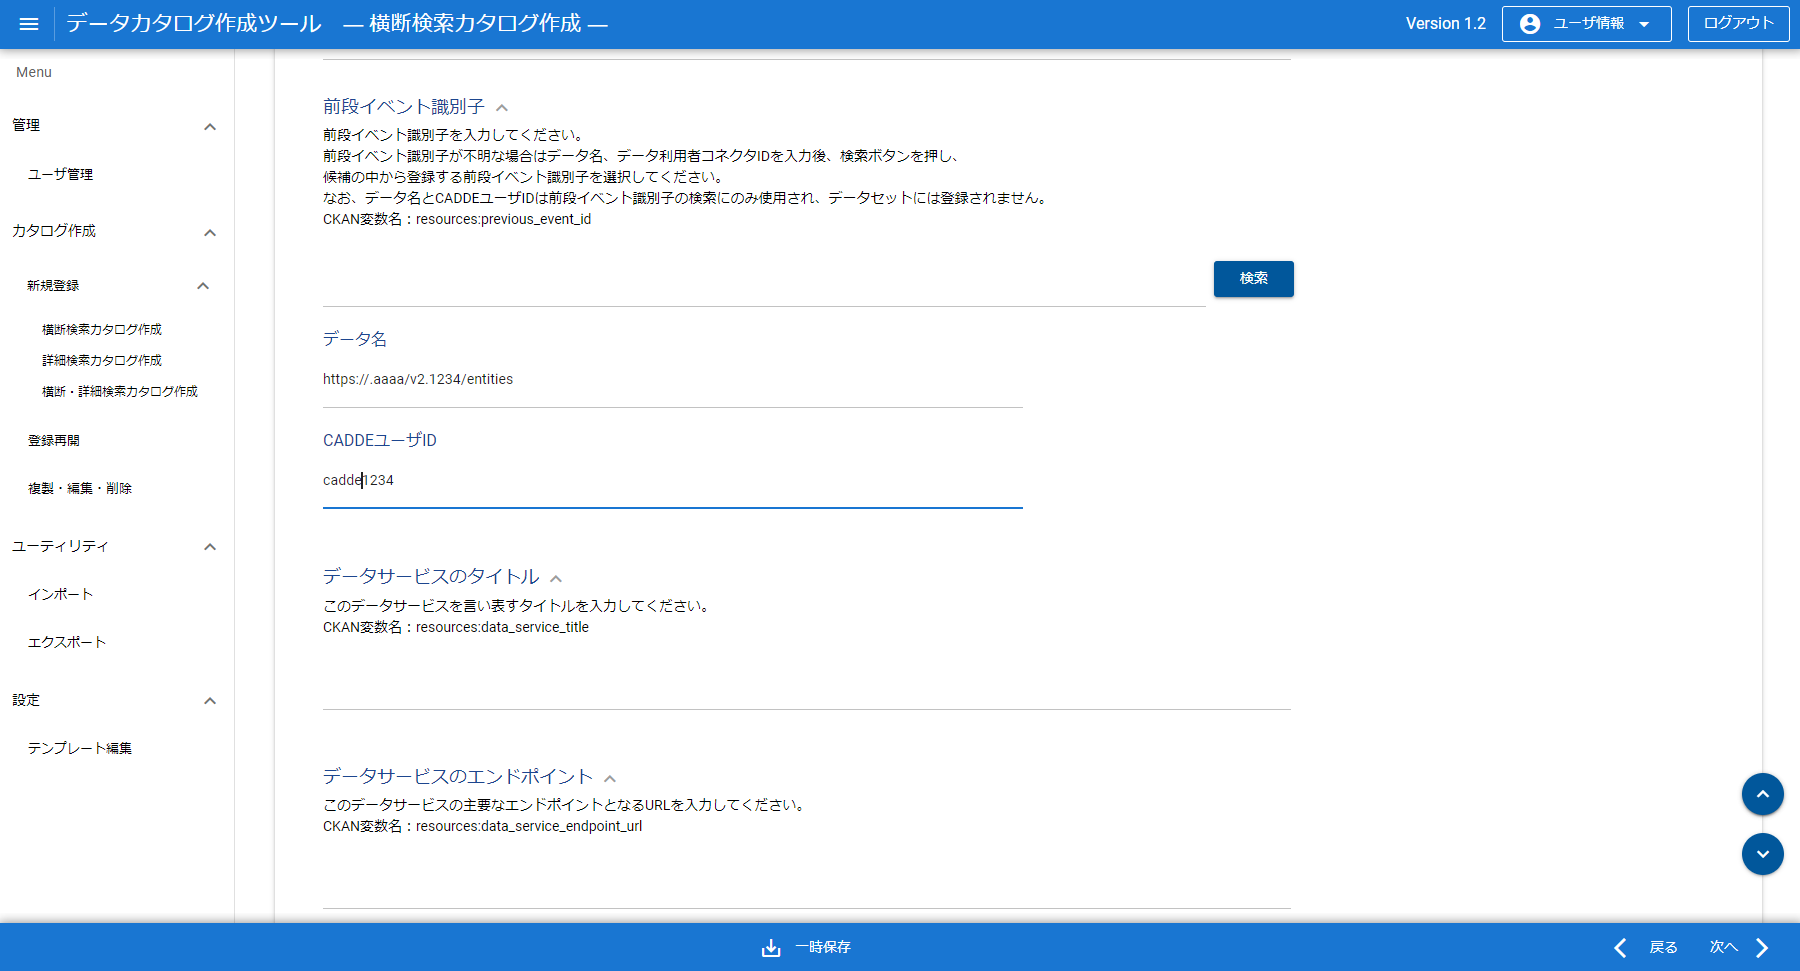 データカタログ作成ツール ― 横断検索カタログ作成 ―
Version 1.2
ユーザ情報
ログアウト
Menu
管理
ユーザ管理
カタログ作成
新規登録
横断検索カタログ作成
詳細検索カタログ作成
横断・詳細検索カタログ作成
登録再開
複製・編集・削除
ユーティリティ
インポート
エクスポート
設定
テンプレート編集
前段イベント識別子
前段イベント識別子を入力してください。
前段イベント識別子が不明な場合はデータ名、データ利用者コネクタIDを入力後、検索ボタンを押し、
候補の中から登録する前段イベント識別子を選択してください。
なお、データ名とCADDEユーザIDは前段イベント識別子の検索にのみ使用され、データセットには登録されません。
CKAN変数名：resources:previous_event_id
検索
データ名
https://.aaaa/v2.1234/entities
CADDEユーザID
cadde1234
データサービスのタイトル
このデータサービスを言い表すタイトルを入力してください。
CKAN変数名：resources:data_service_title
データサービスのエンドポイント
このデータサービスの主要なエンドポイントとなるURLを入力してください。
CKAN変数名：resources:data_service_endpoint_url
一時保存
戻る
次へ